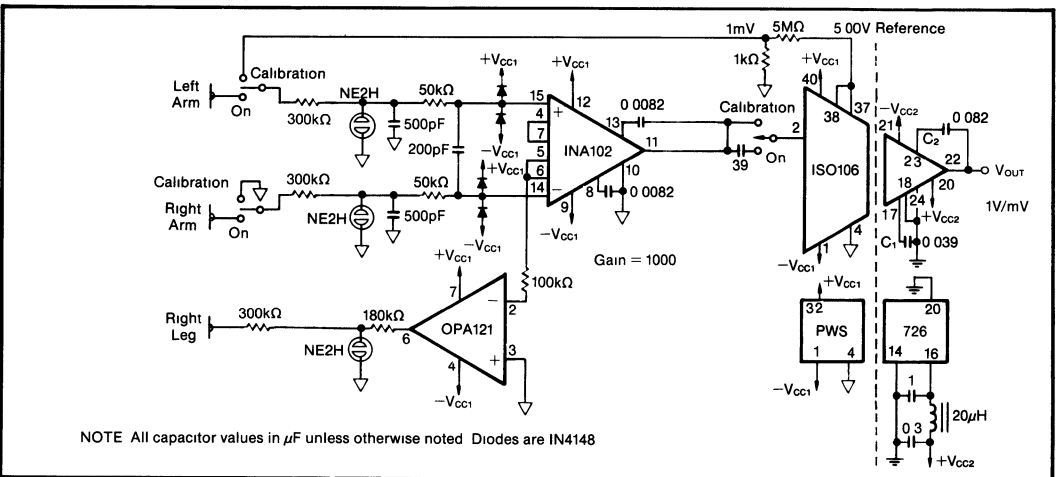 1mV 5MΩ 5 00V Reference
1kΩ
+VCC1 +VCC1 40 +VCC1
Calibration
Left Arm
On
300kΩ
NE2H
500pF
50kΩ
200pF
15 12 13 0 0082
4
7
5
6
14
+
−
INA102
11
10
8 0 0082
9
−VCC1
−VCC1
+VCC1
Calibration
39
On
2
38
37
ISO106
1
4
−VCC1
−VCC2
21
0 082
C2
23
22
VOUT
18
24
20
17
+VCC2
1V/mV
C1 0 039
Calibration
Right Arm
On
300kΩ
NE2H
500pF
50kΩ
−VCC1
Gain = 1000
100kΩ
+VCC1
7
−
2
OPA121
6
3
+
4
−VCC1
Right Leg
300kΩ
180kΩ
NE2H
+VCC1
32
PWS
1 4
−VCC1
20
726
14 16
1
20μH
0 3
+VCC2
NOTE All capacitor values in μF unless otherwise noted Diodes are IN4148